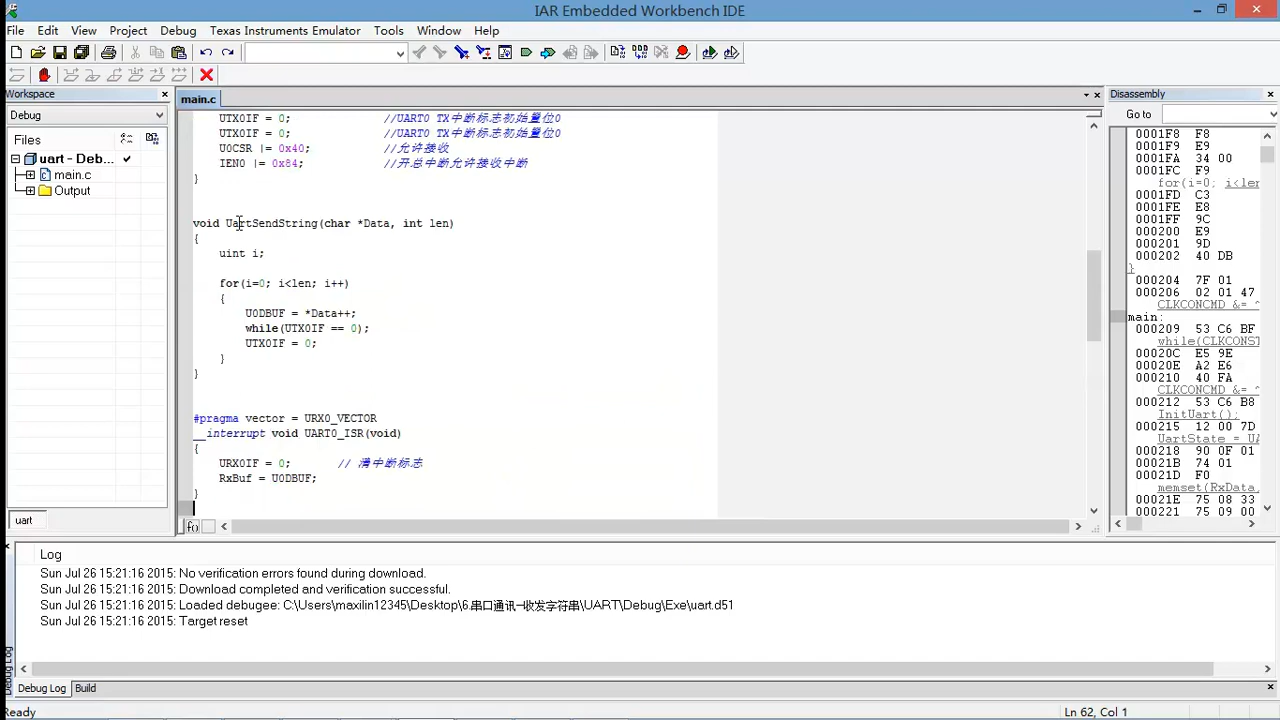 IAR Embedded Workbench IDE
File Edit View Project Debug Texas Instruments Emulator Tools Window Help
Workspace
Debug
Files
uart - Deb...
main.c
Output
uart
main.c
UTX0IF = 0; //UART0 TX中断标志初始置位0
UTX0IF = 0; //UART0 TX中断标志初始置位0
U0CSR |= 0x40; //允许接收
IEN0 |= 0x84; //开总中断允许接收中断
}
void UartSendString(char *Data, int len)
{
uint i;
for(i=0; i<len; i++)
{
U0DBUF = *Data++;
while(UTX0IF == 0);
UTX0IF = 0;
}
}
#pragma vector = URX0_VECTOR
__interrupt void UART0_ISR(void)
{
URX0IF = 0; // 清中断标志
RxBuf = U0DBUF;
}
Disassembly
Go to
0001F8 F8
0001F9 E9
0001FA 34 00
0001FC F9
for(i=0; i<len
0001FD C3
0001FE E8
0001FF 9C
000200 E9
000201 9D
000202 40 DB
}
000204 7F 01
000206 02 01 47
CLKCONCMD &= ~
main:
000209 53 C6 BF
while(CLKCONST
00020C E5 9E
00020E A2 E6
000210 40 FA
CLKCONCMD &= ~
000212 53 C6 B8
InitUart();
000215 12 00 7D
UartState = U
000218 90 0F 01
00021B 74 01
00021D F0
memset(RxData,
00021E 75 08 33
000221 75 09 00
Log
Sun Jul 26 15:21:16 2015: No verification errors found during download.
Sun Jul 26 15:21:16 2015: Download completed and verification successful.
Sun Jul 26 15:21:16 2015: Loaded debugee: C:\Users\maxilin12345\Desktop\6.串口通讯-收发字符串\UART\Debug\Exe\uart.d51
Sun Jul 26 15:21:16 2015: Target reset
Debug Log
Debug Log Build
Ready
Ln 62, Col 1